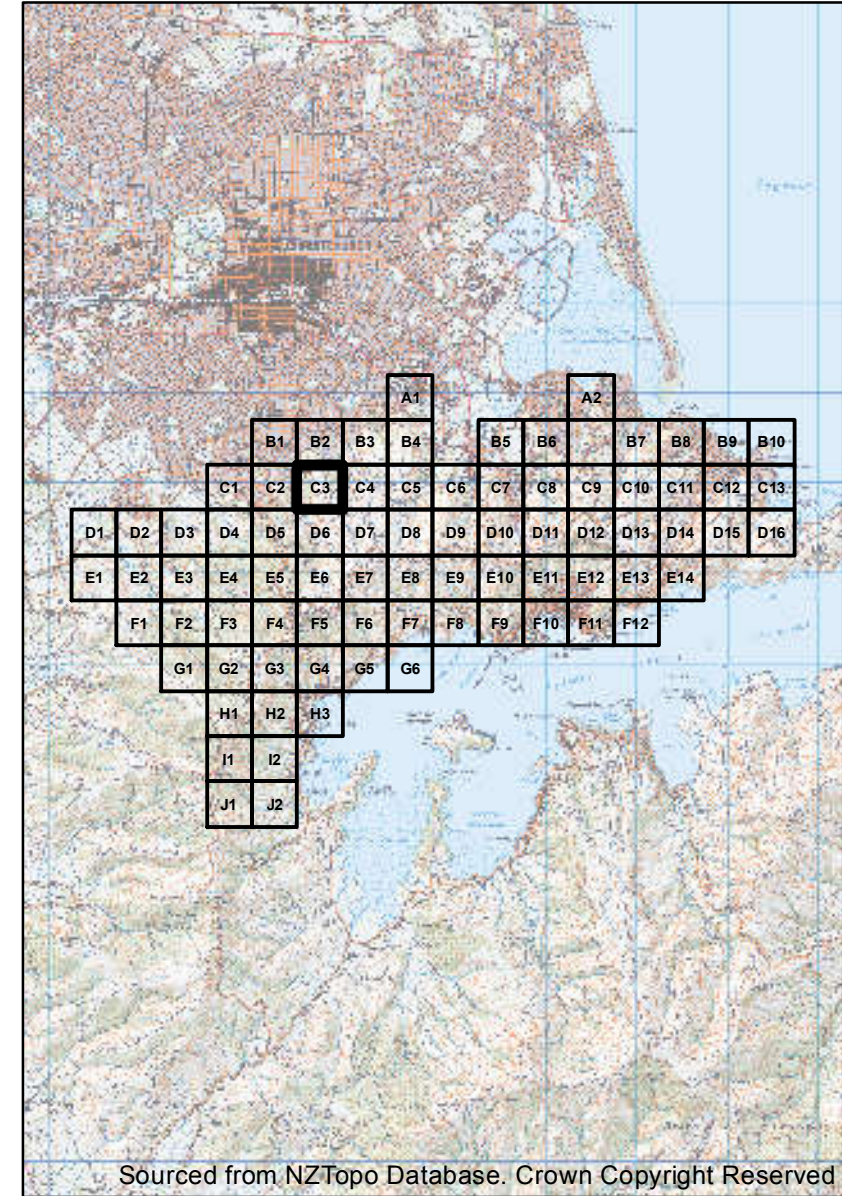 A1 A2
B1 B2 B3 B4 B5 B6 B7 B8 B9 B10
C1 C2 C3 C4 C5 C6 C7 C8 C9 C10 C11 C12 C13
D1 D2 D3 D4 D5 D6 D7 D8 D9 D10 D11 D12 D13 D14 D15 D16
E1 E2 E3 E4 E5 E6 E7 E8 E9 E10 E11 E12 E13 E14
F1 F2 F3 F4 F5 F6 F7 F8 F9 F10 F11 F12
G1 G2 G3 G4 G5 G6
H1 H2 H3
I1 I2
J1 J2
Sourced from NZTopo Database. Crown Copyright Reserved